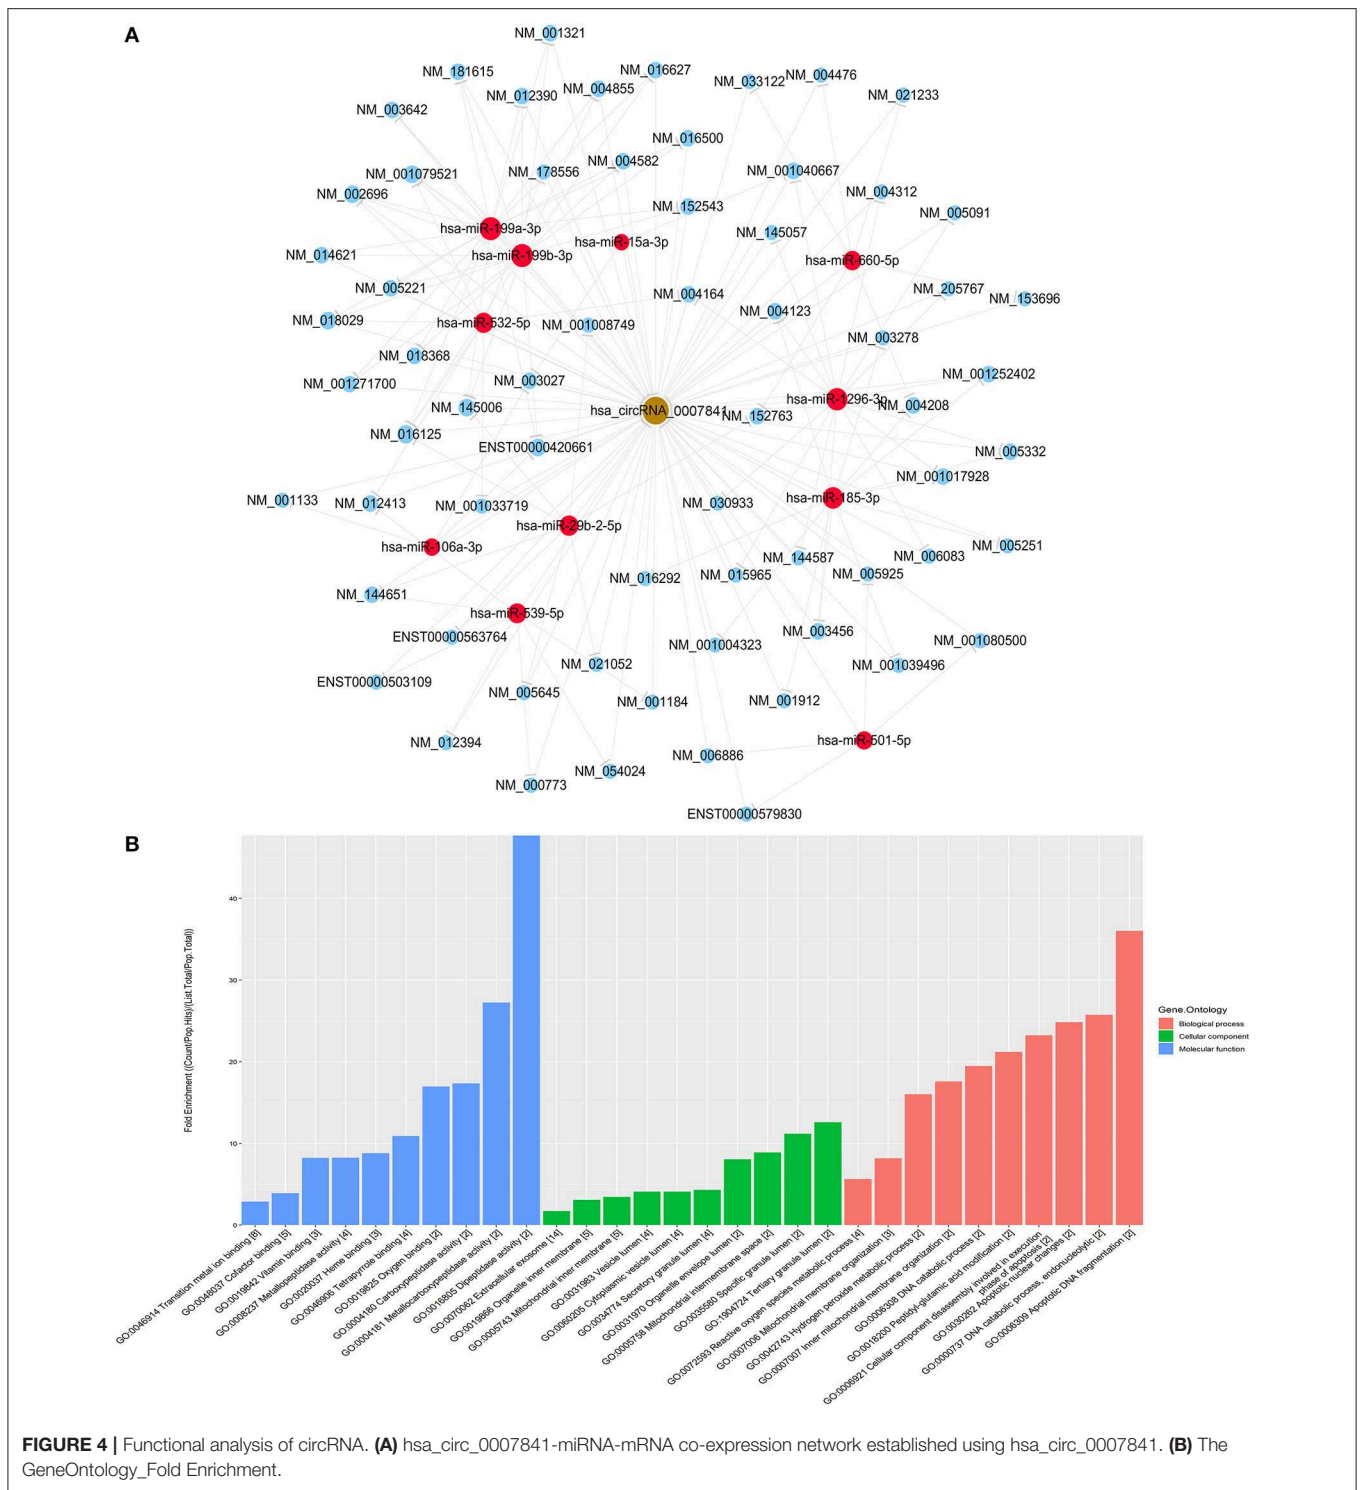 A
NM_001321
NM_181615
NM_016627
NM_033122
NM_004476
NM_012390
NM_004855
NM_021233
NM_003642
NM_016500
NM_004582
NM_001079521
NM_178556
NM_001040667
NM_002696
NM_004312
NM_152543
NM_005091
hsa-miR-199a-3p
NM_145057
hsa-miR-15a-3p
NM_014621
hsa-miR-199b-3p
hsa-miR-660-5p
NM_005221
NM_004164
NM_205767
NM_153696
NM_004123
NM_018029
hsa-miR-532-5p
NM_001008749
NM_003278
NM_018368
NM_001271700
NM_003027
NM_001252402
hsa-miR-1296-3p
NM_145006
hsa_circRNA_0007841
NM_152763
NM_004208
NM_016125
ENST00000420661
NM_005332
NM_001017928
NM_001133
NM_012413
NM_001033719
NM_030933
hsa-miR-185-3p
hsa-miR-29b-2-5p
hsa-miR-106a-3p
NM_144587
NM_006083
NM_005251
NM_016292
NM_015965
NM_005925
NM_144651
hsa-miR-539-5p
ENST00000563764
NM_001004323
NM_003456
NM_001080500
NM_021052
NM_001039496
ENST00000503109
NM_005645
NM_001184
NM_001912
NM_012394
hsa-miR-501-5p
NM_006886
NM_054024
NM_000773
ENST00000579830
B
Fold Enrichment ((Count/Pop.Hits)/(List.Total/Pop.Total))
40
30
20
10
0
Gene.Ontology
Biological process
Cellular component
Molecular function
GO:0046914 Transition metal ion binding [8]
GO:0048037 Cofactor binding [5]
GO:0019842 Vitamin binding [3]
GO:0008237 Metallopeptidase activity [4]
GO:0020037 Heme binding [3]
GO:0046906 Tetrapyrrole binding [4]
GO:0019825 Oxygen binding [2]
GO:0004180 Carboxypeptidase activity [2]
GO:0004181 Metallocarboxypeptidase activity [2]
GO:0016805 Dipeptidase activity [2]
GO:0070062 Extracellular exosome [14]
GO:0019866 Organelle inner membrane [5]
GO:0005743 Mitochondrial inner membrane [5]
GO:0031983 Vesicle lumen [4]
GO:0060205 Cytoplasmic vesicle lumen [4]
GO:0034774 Secretory granule lumen [4]
GO:0031970 Organelle envelope lumen [2]
GO:0005758 Mitochondrial intermembrane space [2]
GO:0035580 Specific granule lumen [2]
GO:1904724 Tertiary granule lumen [2]
GO:0072593 Reactive oxygen species metabolic process [4]
GO:0007006 Mitochondrial membrane organization [3]
GO:0042743 Hydrogen peroxide metabolic process [2]
GO:0007007 Inner mitochondrial membrane organization [2]
GO:0006308 DNA catabolic process [2]
GO:0018200 Peptidyl-glutamic acid modification [2]
GO:0006921 Cellular component disassembly involved in execution
phase of apoptosis [2]
GO:0030262 Apoptotic nuclear changes [2]
GO:0000737 DNA catabolic process, endonucleolytic [2]
GO:0006309 Apoptotic DNA fragmentation [2]
FIGURE 4 | Functional analysis of circRNA. (A) hsa_circ_0007841-miRNA-mRNA co-expression network established using hsa_circ_0007841. (B) The
GeneOntology_Fold Enrichment.